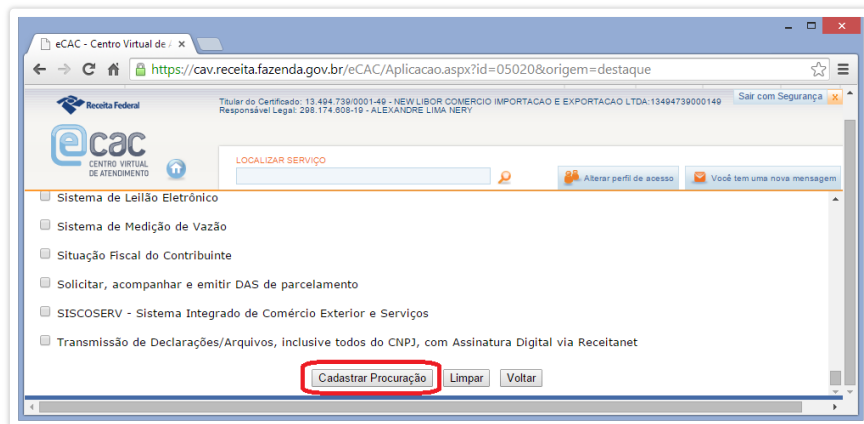 eCAC - Centro Virtual de A
https://cav.receita.fazenda.gov.br/eCAC/Aplicacao.aspx?id=05020&origem=destaque
Receita Federal
Titular do Certificado: 13.494.739/0001-49 - NEW LIBOR COMERCIO IMPORTACAO E EXPORTACAO LTDA:13494739000149
Sair com Segurança
Responsável Legal: 298.174.608-19 - ALEXANDRE LIMA NERY
ecac
CENTRO VIRTUAL
DE ATENDIMENTO
LOCALIZAR SERVIÇO
Alterar perfil de acesso
Você tem uma nova mensagem
Sistema de Leilão Eletrônico
Sistema de Medição de Vazão
Situação Fiscal do Contribuinte
Solicitar, acompanhar e emitir DAS de parcelamento
SISCOSERV - Sistema Integrado de Comércio Exterior e Serviços
Transmissão de Declarações/Arquivos, inclusive todos do CNPJ, com Assinatura Digital via Receitanet
Cadastrar Procuração Limpar Voltar